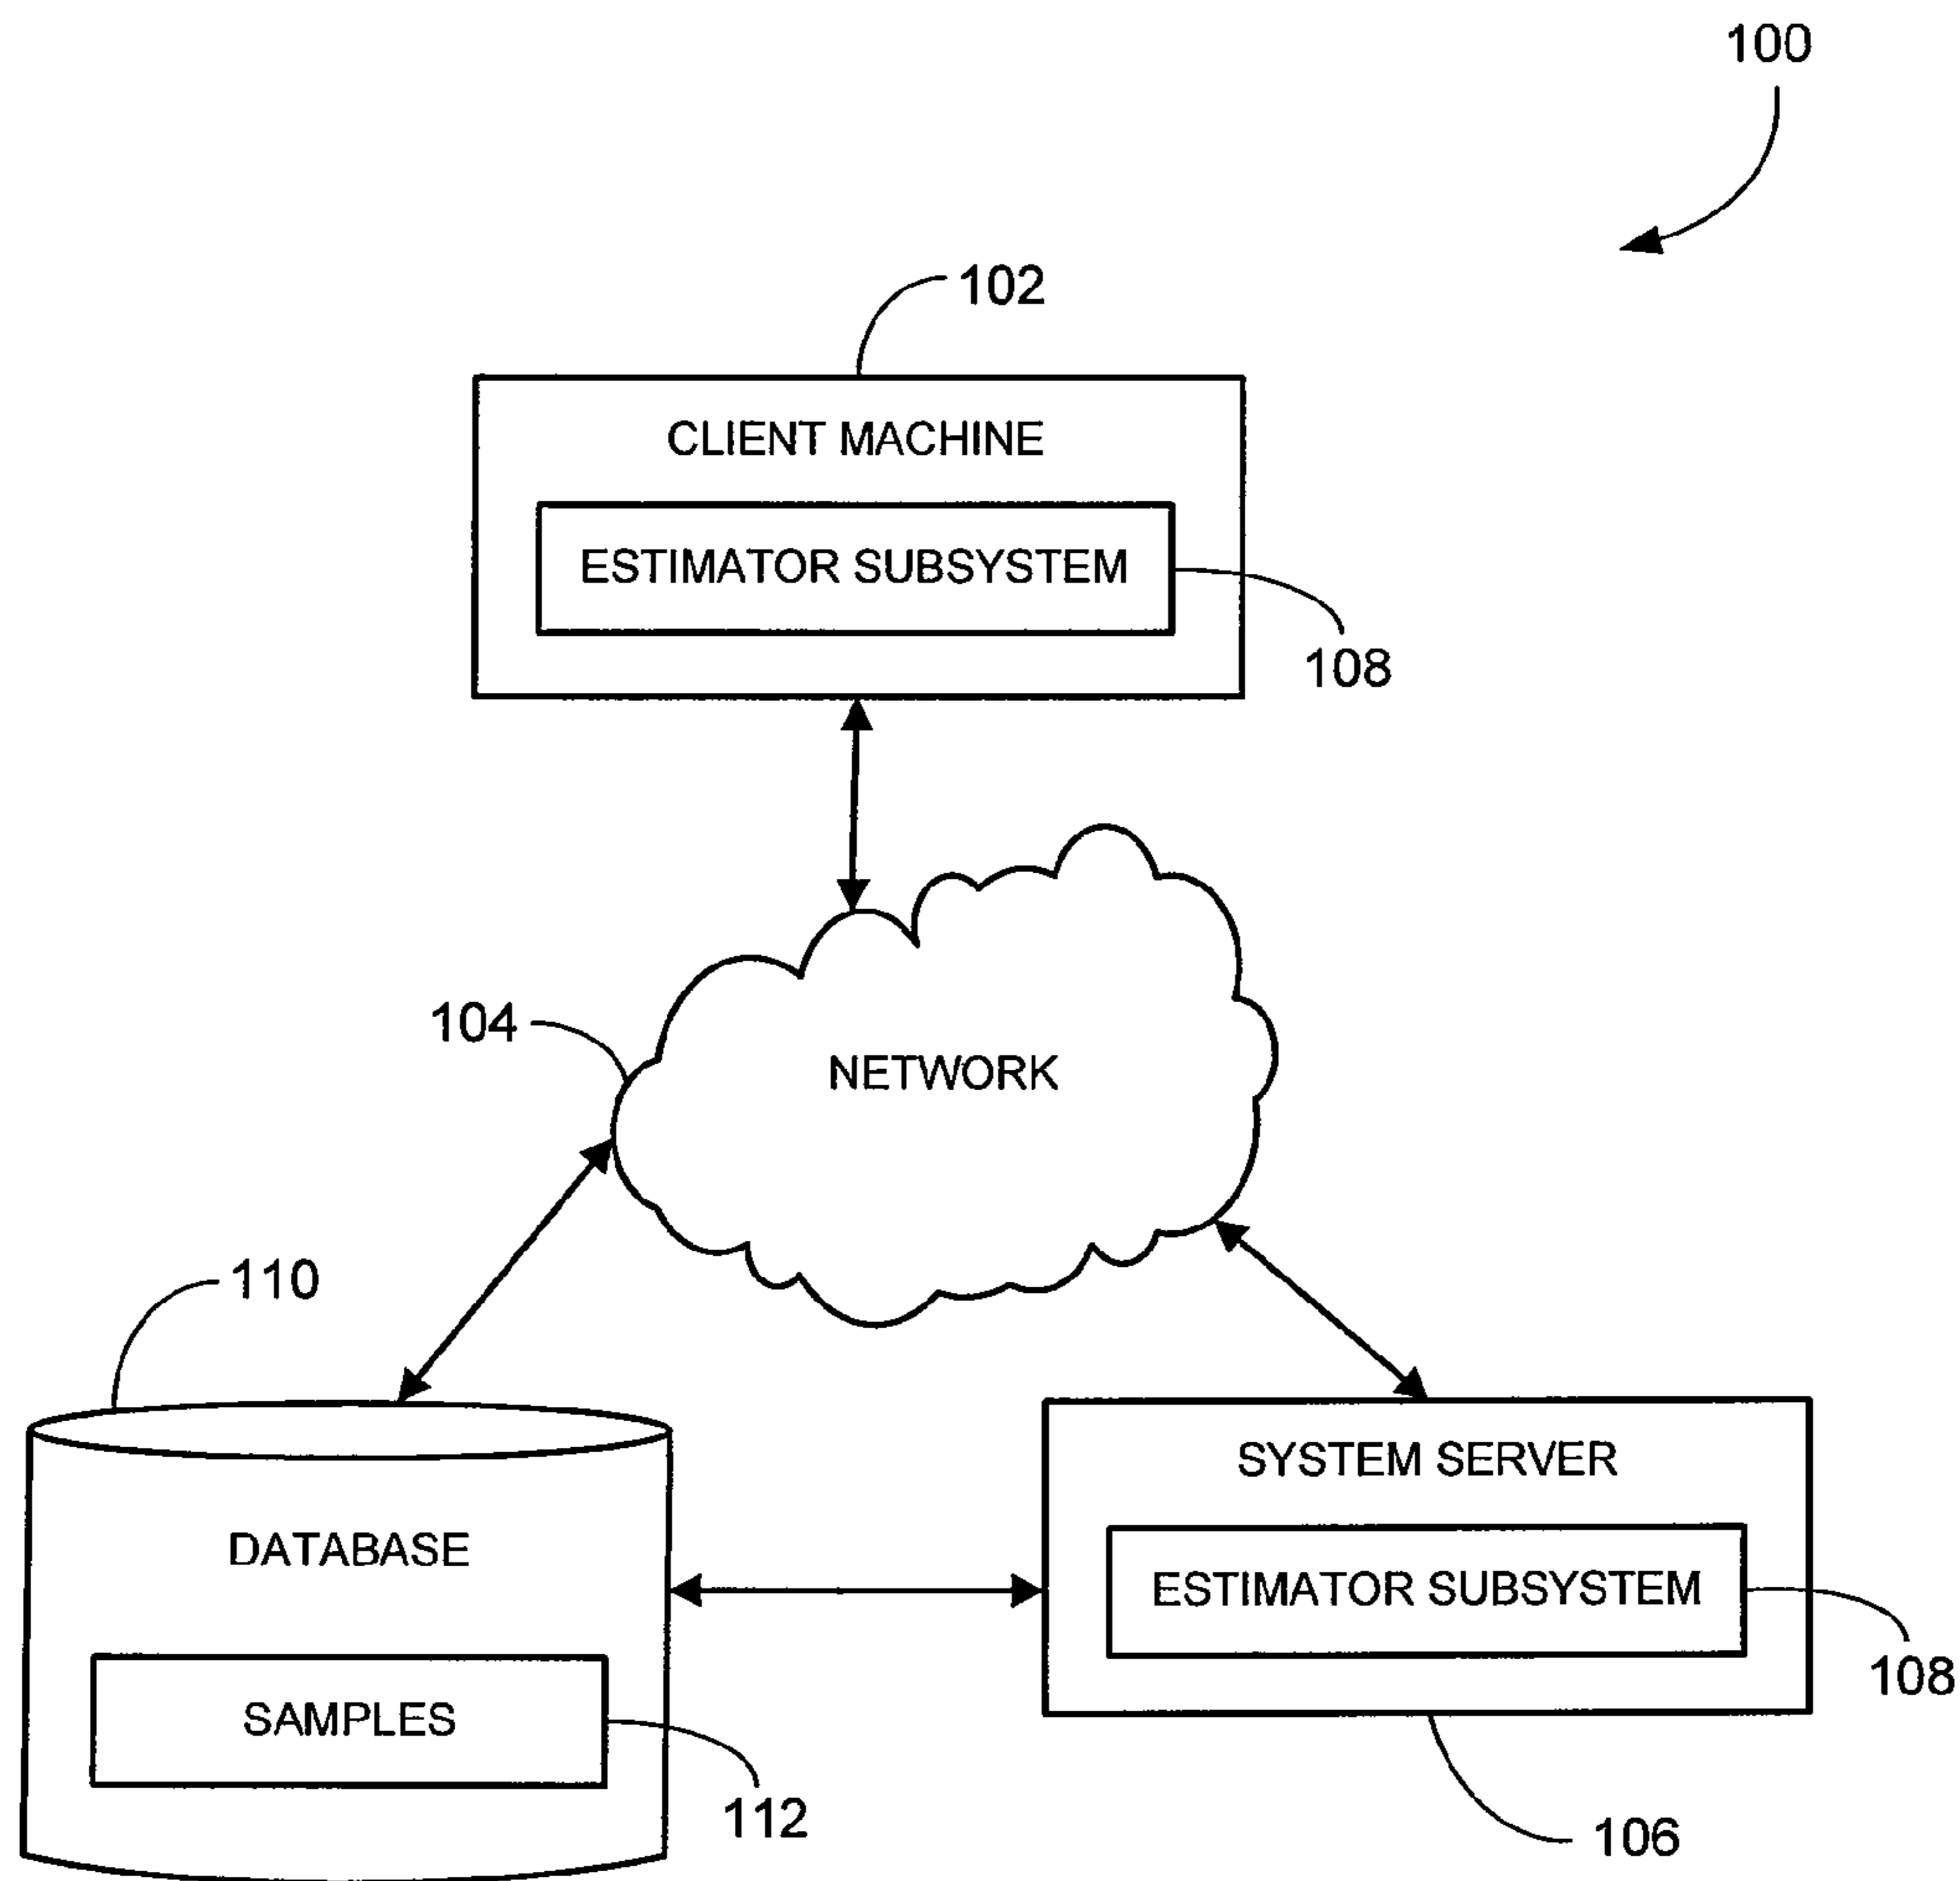 100
102
CLIENT MACHINE
ESTIMATOR SUBSYSTEM
108
104
NETWORK
110
DATABASE
SAMPLES
112
SYSTEM SERVER
ESTIMATOR SUBSYSTEM
108
106